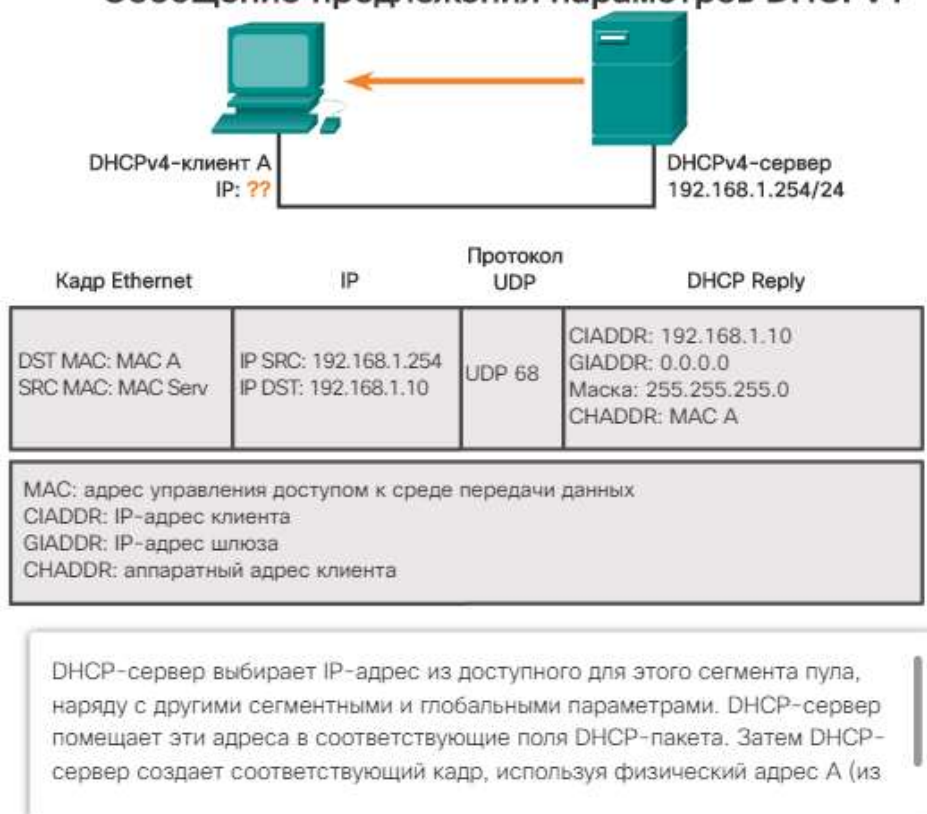 Сообщение предложения параметров DHCPv4
DHCPv4-клиент A
IP: ??
DHCPv4-сервер
192.168.1.254/24
Кадр Ethernet
IP
Протокол
UDP
DHCP Reply
DST MAC: MAC A
SRC MAC: MAC Serv
IP SRC: 192.168.1.254
IP DST: 192.168.1.10
UDP 68
CIADDR: 192.168.1.10
GIADDR: 0.0.0.0
Маска: 255.255.255.0
CHADDR: MAC A
MAC: адрес управления доступом к среде передачи данных
CIADDR: IP-адрес клиента
GIADDR: IP-адрес шлюза
CHADDR: аппаратный адрес клиента
DHCP-сервер выбирает IP-адрес из доступного для этого сегмента пула,
наряду с другими сегментными и глобальными параметрами. DHCP-сервер
помещает эти адреса в соответствующие поля DHCP-пакета. Затем DHCP-
сервер создает соответствующий кадр, используя физический адрес A (из